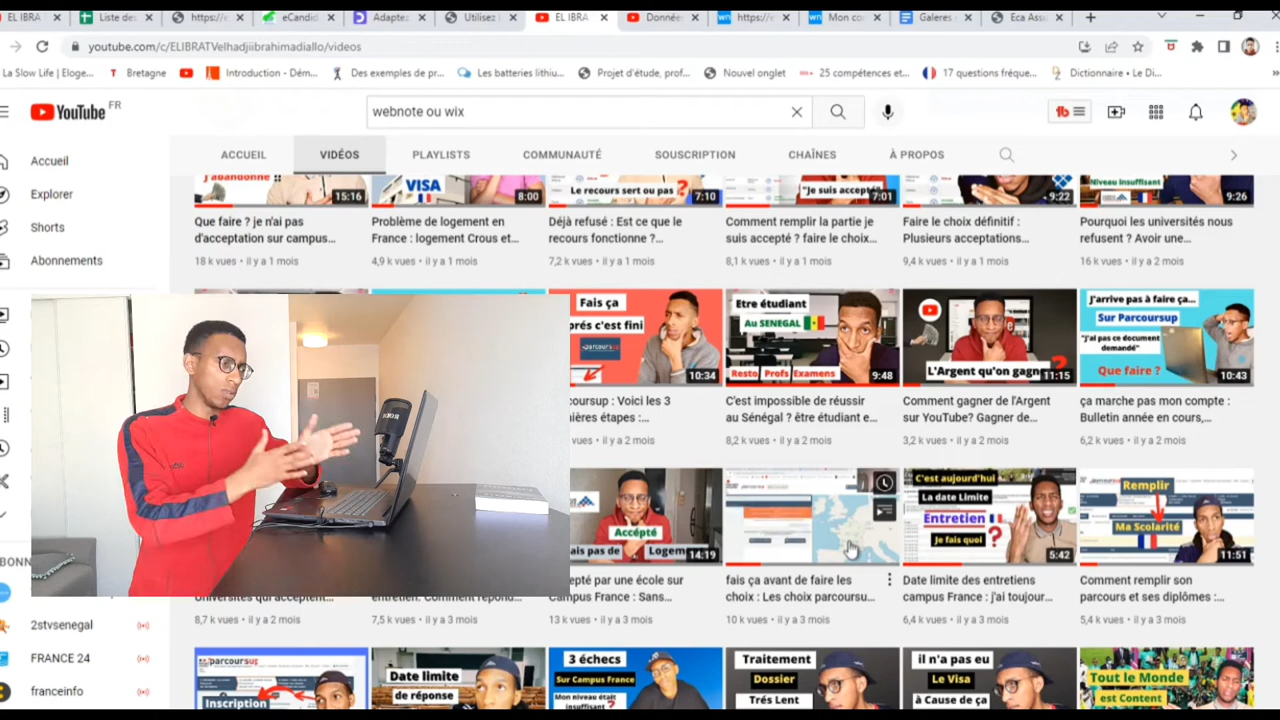 EL IBRA
Liste des
https://e
eCandid
Adaptez
Utilisez l
EL IBRA
Données
https://e
Mon co
Galeres
Eca Assu
youtube.com/c/ELIBRATVelhadjiibrahimadiallo/videos
La Slow Life | Eloge...
Bretagne
Introduction - Dém...
Des exemples de pr...
Les batteries lithiu...
Projet d'étude, prof...
Nouvel onglet
25 compétences et...
17 questions fréque...
Dictionnaire • Le Di...
YouTube FR
webnote ou wix
Accueil
Explorer
Shorts
Abonnements
2stvsenegal
FRANCE 24
franceinfo
ACCUEIL
VIDÉOS
PLAYLISTS
COMMUNAUTÉ
SOUSCRIPTION
CHAÎNES
À PROPOS
j'abandonne
15:16
VISA
8:00
Le recours sert ou pas ?
7:10
"Je suis accepté"
7:01
9:22
Niveau insuffisant
9:26
Que faire ? je n'ai pas
d'acceptation sur campus...
18 k vues • il y a 1 mois
Problème de logement en
France : logement Crous et...
4,9 k vues • il y a 1 mois
Déjà refusé : Est ce que le
recours fonctionne ?...
7,2 k vues • il y a 1 mois
Comment remplir la partie je
suis accepté ? faire le choix...
8,1 k vues • il y a 1 mois
Faire le choix définitif :
Plusieurs acceptations...
9,4 k vues • il y a 1 mois
Pourquoi les universités nous
refusent ? Avoir une...
16 k vues • il y a 2 mois
Fais ça
aprés c'est fini
parcoursup
10:34
Etre étudiant
Au SENEGAL
Resto Profs Examens
9:48
L'Argent qu'on gagn
?
11:15
J'arrive pas à faire ça...
Sur Parcoursup
"J'ai pas ce document
demandé"
Que faire ?
10:43
oursup : Voici les 3
nières étapes :...
vues • il y a 2 mois
C'est impossible de réussir
au Sénégal ? être étudiant e...
8,2 k vues • il y a 2 mois
Comment gagner de l'Argent
sur YouTube? Gagner de...
3,2 k vues • il y a 2 mois
ça marche pas mon compte :
Bulletin année en cours,...
6,2 k vues • il y a 2 mois
Accépté
ais pas de Logem
14:19
C'est aujourd'hui
La date Limite
Entretien
Je fais quoi ?
5:42
Remplir
Ma Scolarité
11:51
Universités qui acceptent...
8,7 k vues • il y a 2 mois
entretien: Comment répond...
7,5 k vues • il y a 3 mois
epté par une école sur
Campus France : Sans...
13 k vues • il y a 3 mois
fais ça avant de faire les
choix : Les choix parcoursu...
10 k vues • il y a 3 mois
Date limite des entretiens
campus France : j'ai toujour...
5,4 k vues • il y a 3 mois
Comment remplir son
parcours et ses diplômes :...
5,4 k vues • il y a 3 mois
parcoursup
Inscription
Date limite
de réponse
3 échecs
Sur Campus France
Mon niveau était
insuffisant ?
Traitement
Dossier
Trés Lent
il n'a pas eu
Le Visa
à Cause de ça
Tout le Monde
est Content